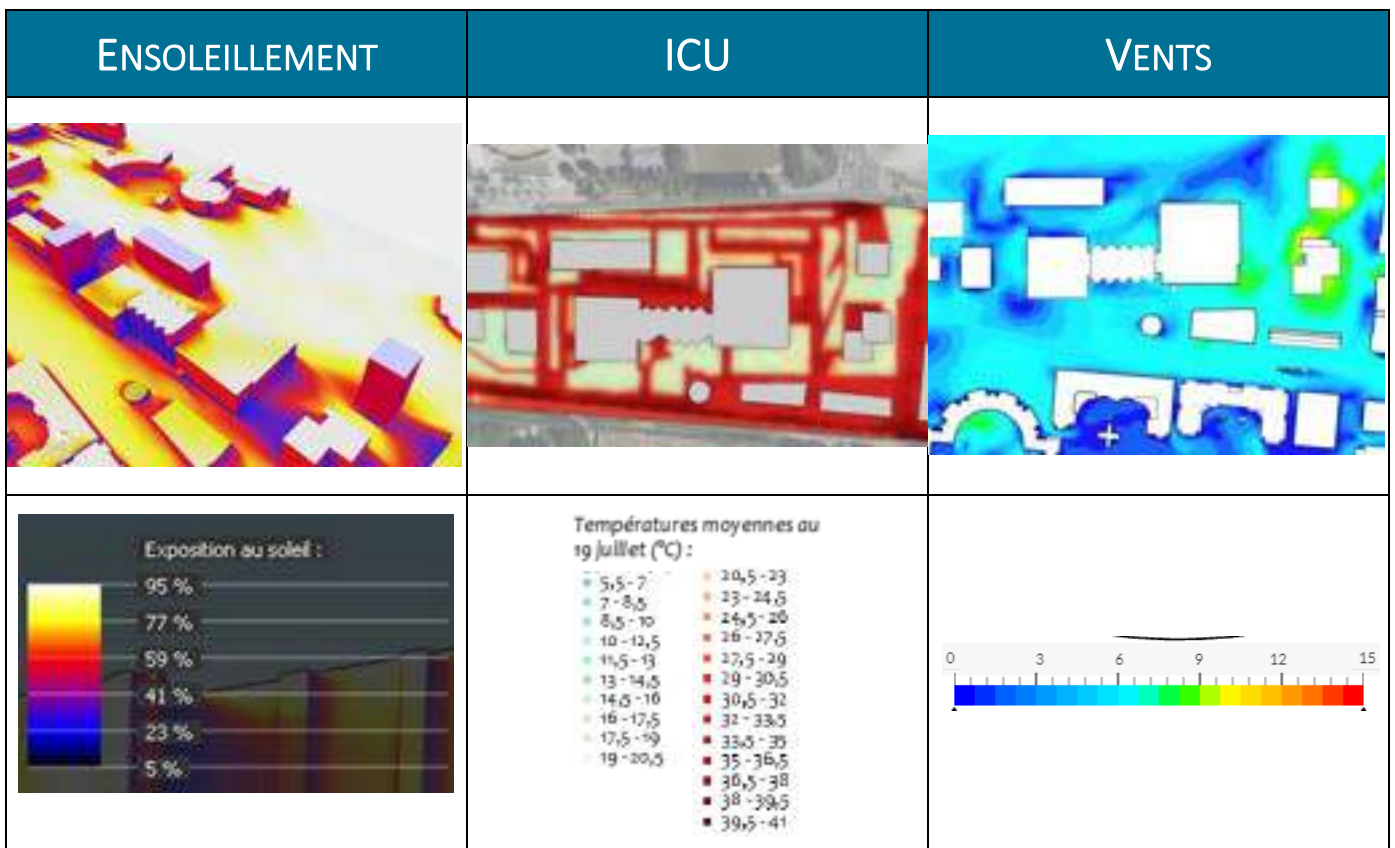 ENSOLEILLEMENT
ICU
VENTS
Exposition au soleil :
95 %
77 %
59 %
41 %
23 %
5 %
Températures moyennes au
19 juillet (°C) :
5,5 - 7
7 - 8,5
8,5 - 10
10 - 12,5
11,5 - 13
13 - 14,5
14,5 - 16
16 - 17,5
17,5 - 19
19 - 20,5
20,5 - 23
23 - 24,5
24,5 - 26
26 - 27,5
27,5 - 29
29 - 30,5
30,5 - 32
32 - 33,5
33,5 - 35
35 - 36,5
36,5 - 38
38 - 39,5
39,5 - 41
0 3 6 9 12 15